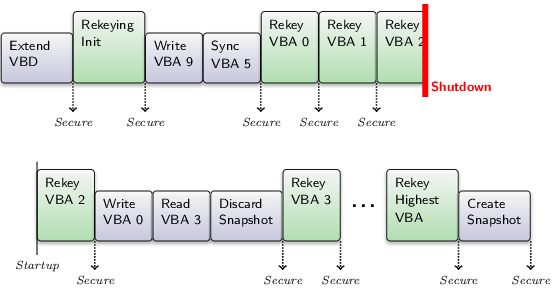 Extend
VBD
Rekeying
Init
Write
VBA 9
Sync
VBA 5
Rekey
VBA 0
Rekey
VBA 1
Rekey
VBA 2
Shutdown
Secure
Secure
Secure
Secure
Secure
Rekey
VBA 2
Write
VBA 0
Read
VBA 3
Discard
Snapshot
Rekey
VBA 3
...
Rekey
Highest
VBA
Create
Snapshot
Startup
Secure
Secure
Secure
Secure
Secure